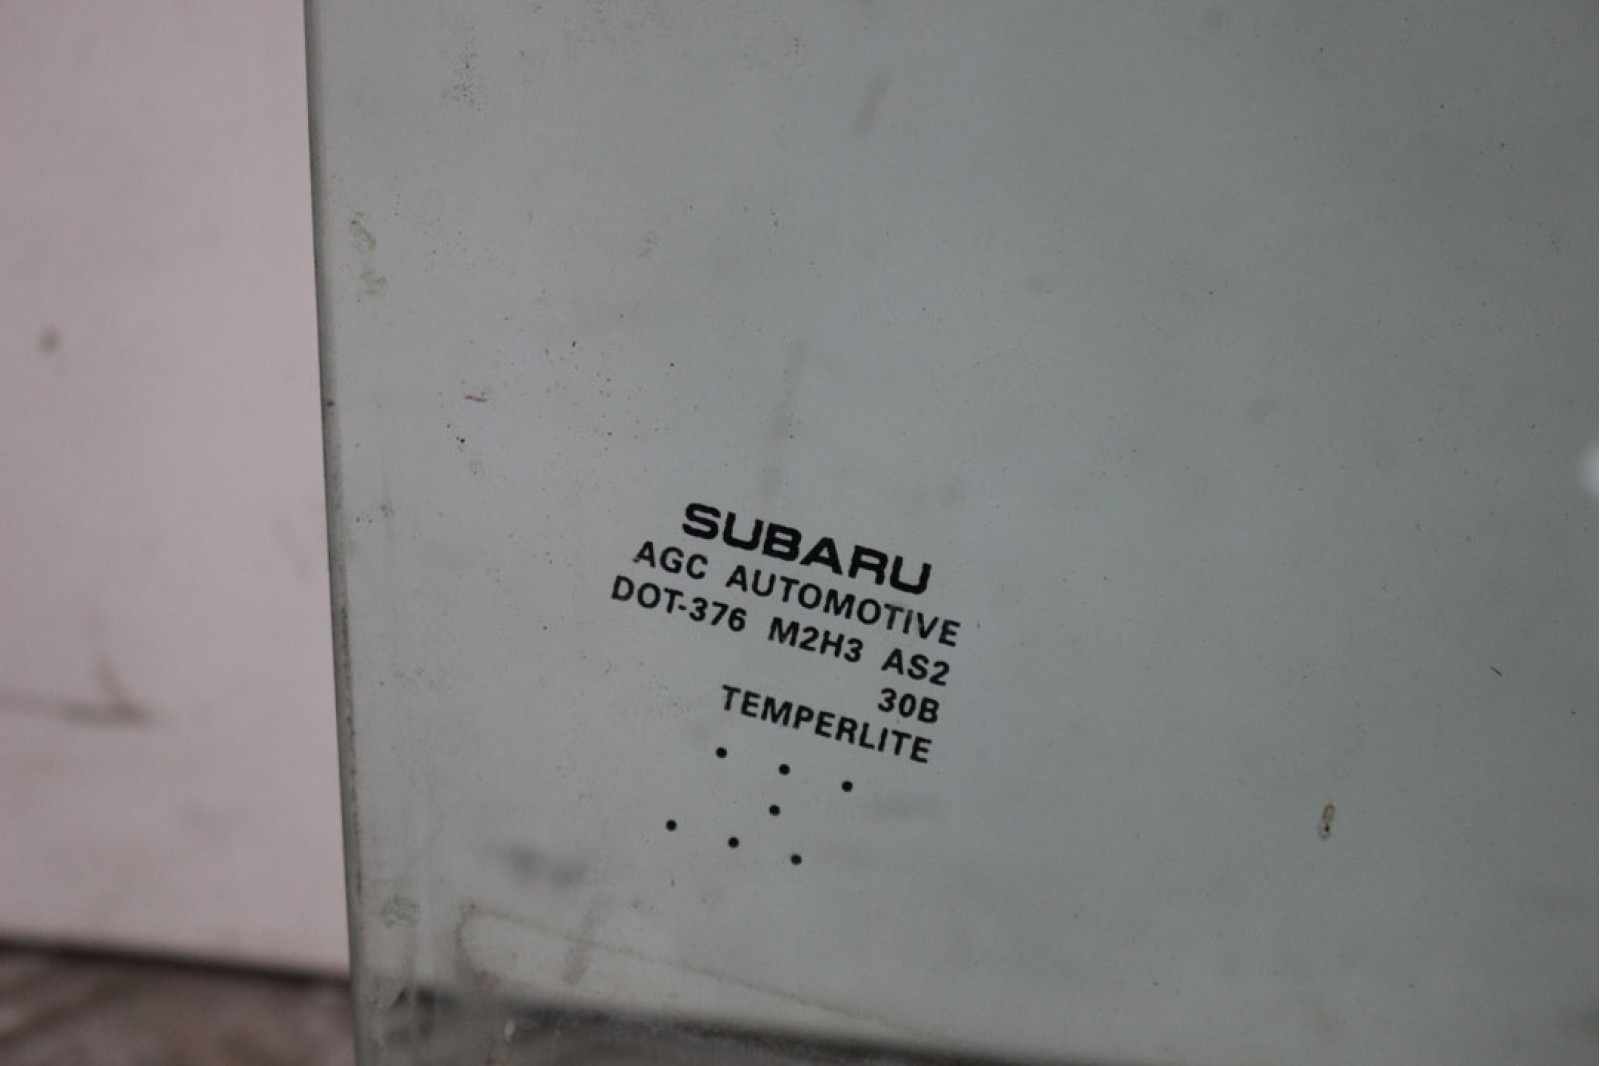 SUBARU
AGC AUTOMOTIVE
DOT-376 M2H3 AS2
30B
TEMPERLITE